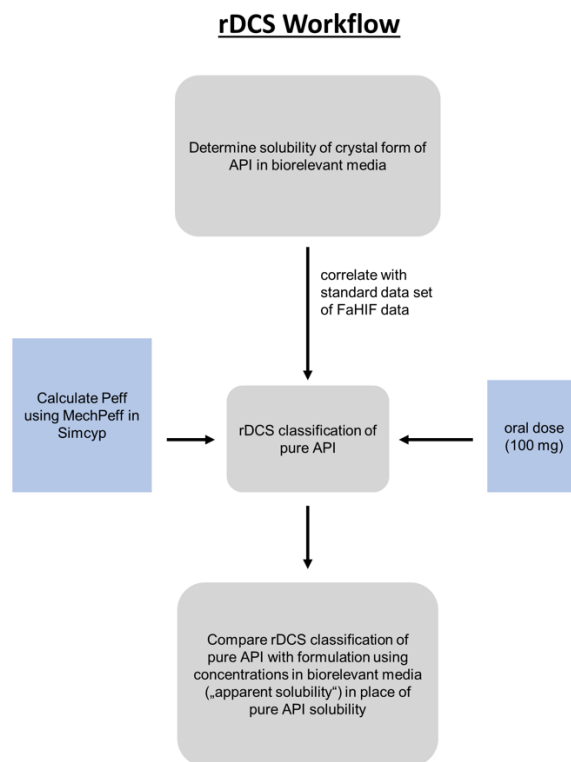 rDCS Workflow
Determine solubility of crystal form of
API in biorelevant media
correlate with
standard data set
of FaHIF data
Calculate Peff
using MechPeff in
Simcyp
rDCS classification of
pure API
oral dose
(100 mg)
Compare rDCS classification of
pure API with formulation using
concentrations in biorelevant media
(„apparent solubility“) in place of
pure API solubility